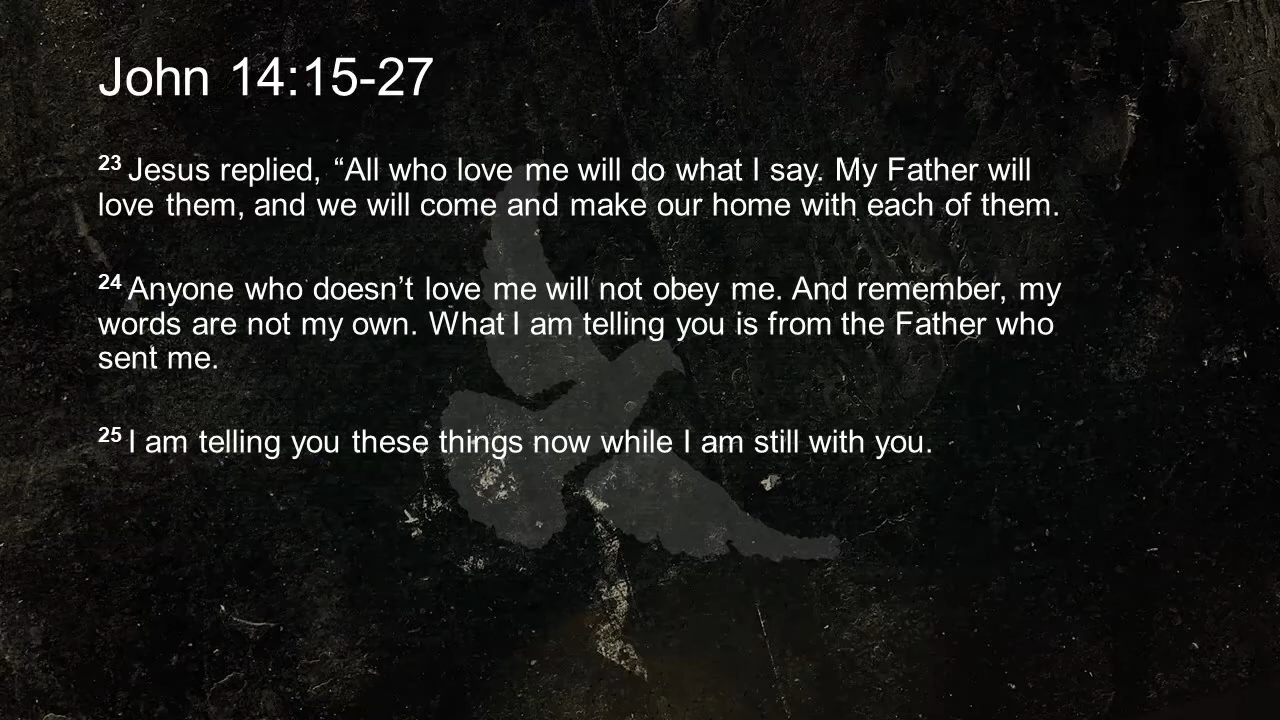 John 14:15-27
23 Jesus replied, “All who love me will do what I say. My Father will
love them, and we will come and make our home with each of them.
24 Anyone who doesn’t love me will not obey me. And remember, my
words are not my own. What I am telling you is from the Father who
sent me.
25 I am telling you these things now while I am still with you.